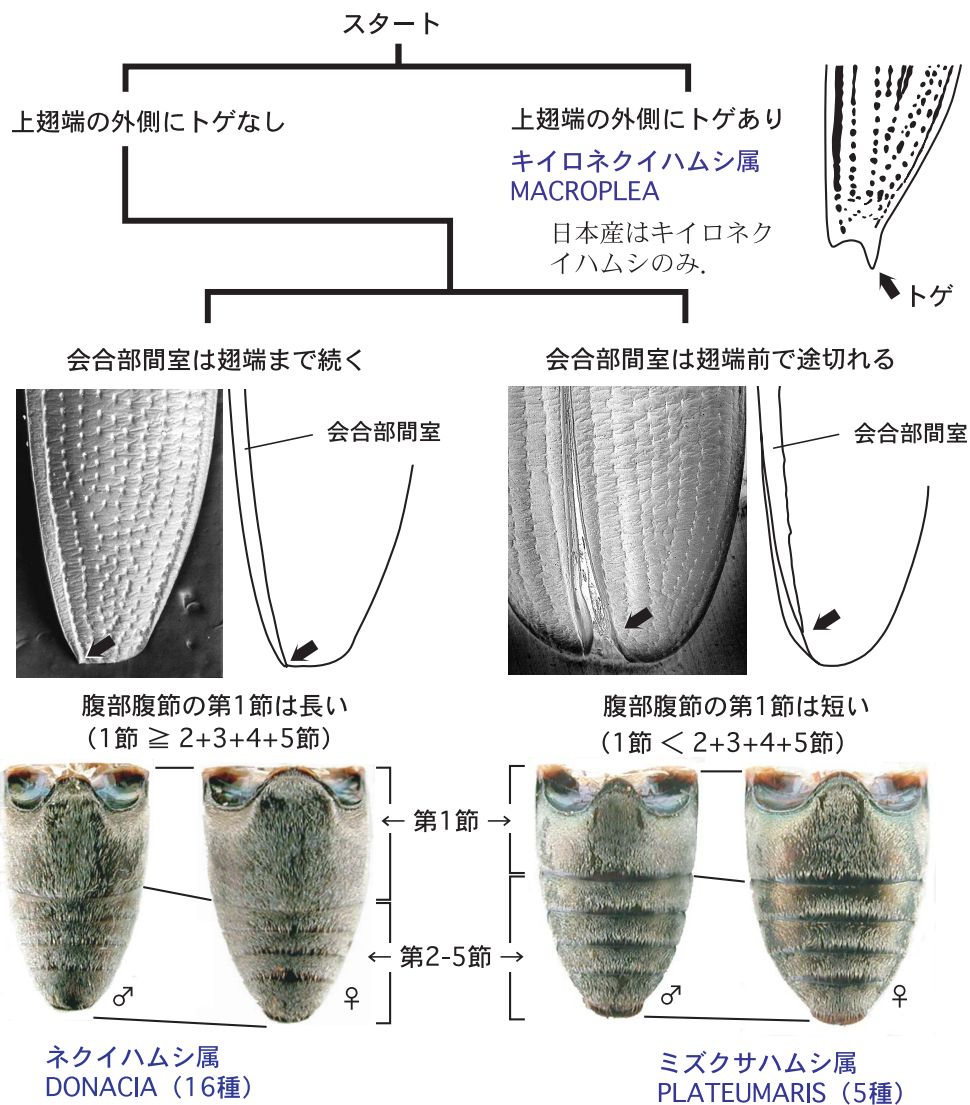 スタート
上翅端の外側にトゲなし
上翅端の外側にトゲあり
キイロネクイハムシ属
MACROPLEA
日本産はキイロネク
イハムシのみ.
トゲ
会合部間室は翅端まで続く
会合部間室は翅端前で途切れる
会合部間室
会合部間室
腹部腹節の第1節は長い
(1節 ≧ 2+3+4+5節)
腹部腹節の第1節は短い
(1節 < 2+3+4+5節)
← 第1節 →
← 第2-5節 →
♂
♀
♂
♀
ネクイハムシ属
DONACIA(16種)
ミズクサハムシ属
PLATEUMARIS(5種)